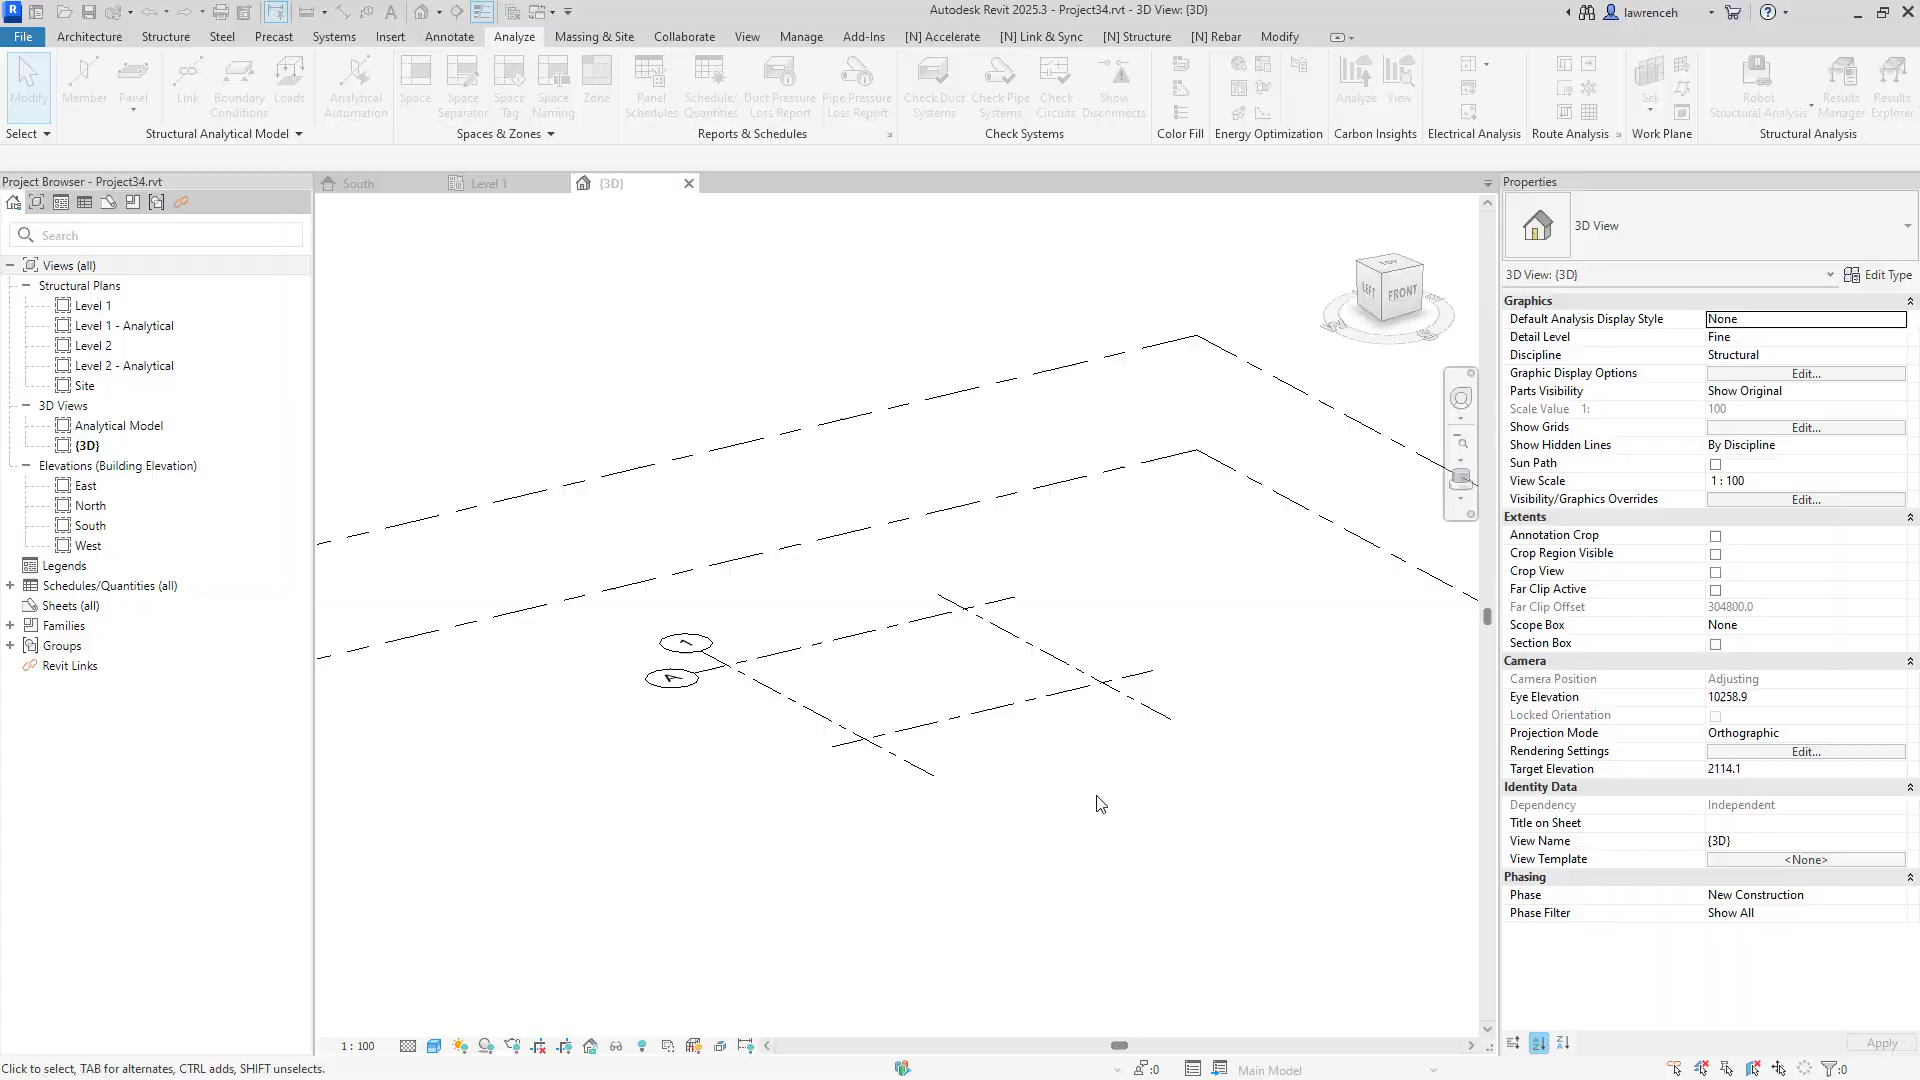 Autodesk Revit 2025.3 - Project34.rvt - 3D View: {3D}
lawrenceh
File Architecture Structure Steel Precast Systems Insert Annotate Analyze Massing & Site Collaborate View Manage Add-Ins [N] Accelerate [N] Link & Sync [N] Structure [N] Rebar Modify
Modify Member Panel Link Boundary Conditions Loads Analytical Automation Space Space Separator Space Tag Space Naming Zone Panel Schedules Schedule/ Quantities Duct Pressure Loss Report Pipe Pressure Loss Report Check Duct Systems Check Pipe Systems Check Circuits Show Disconnects Analyze View Set Robot Structural Analysis Results Manager Results Explorer
Select Structural Analytical Model Spaces & Zones Reports & Schedules Check Systems Color Fill Energy Optimization Carbon Insights Electrical Analysis Route Analysis Work Plane Structural Analysis
Project Browser - Project34.rvt
Search
Views (all)
Structural Plans
Level 1
Level 1 - Analytical
Level 2
Level 2 - Analytical
Site
3D Views
Analytical Model
{3D}
Elevations (Building Elevation)
East
North
South
West
Legends
Schedules/Quantities (all)
Sheets (all)
Families
Groups
Revit Links
South Level 1 {3D}
TOP
LEFT FRONT
1
A
Properties
3D View
3D View: {3D} Edit Type
Graphics
Default Analysis Display Style None
Detail Level Fine
Discipline Structural
Graphic Display Options Edit...
Parts Visibility Show Original
Scale Value 1: 100
Show Grids Edit...
Show Hidden Lines By Discipline
Sun Path
View Scale 1 : 100
Visibility/Graphics Overrides Edit...
Extents
Annotation Crop
Crop Region Visible
Crop View
Far Clip Active
Far Clip Offset 304800.0
Scope Box None
Section Box
Camera
Camera Position Adjusting
Eye Elevation 10258.9
Locked Orientation
Projection Mode Orthographic
Rendering Settings Edit...
Target Elevation 2114.1
Identity Data
Dependency Independent
Title on Sheet
View Name {3D}
View Template <None>
Phasing
Phase New Construction
Phase Filter Show All
Apply
1 : 100
Click to select, TAB for alternates, CTRL adds, SHIFT unselects. :0 Main Model :0